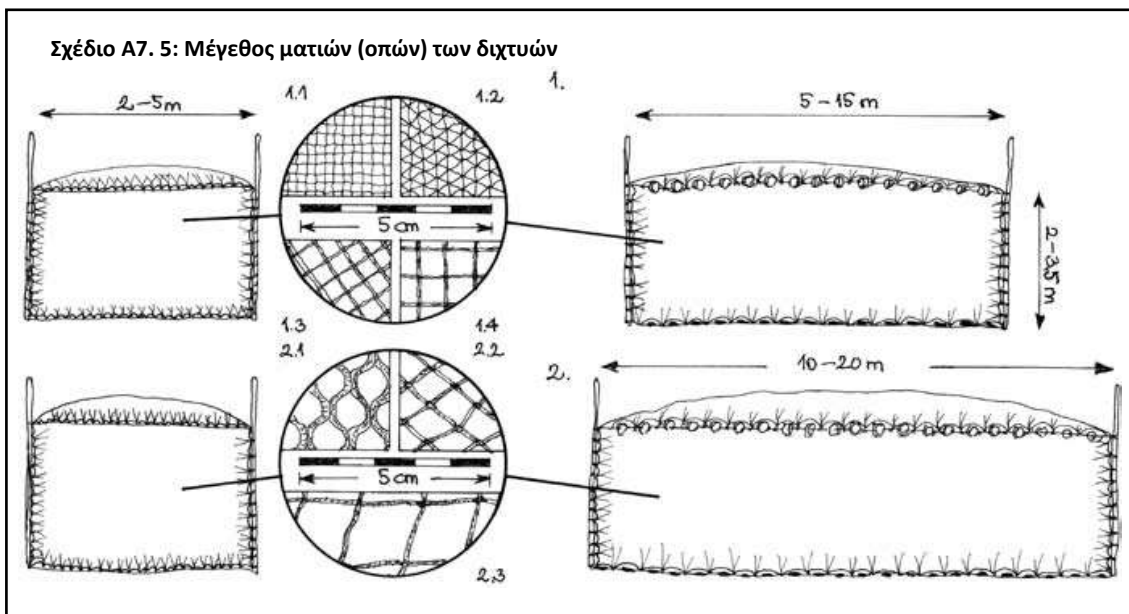 Σχέδιο Α7. 5: Μέγεθος ματιών (οπών) των διχτυών
1.
2–5m
1.1
1.2
5–15 m
5 cm
2–3,5 m
1.3
1.4
2.1
2.2
2.
10–20 m
5 cm
2.3